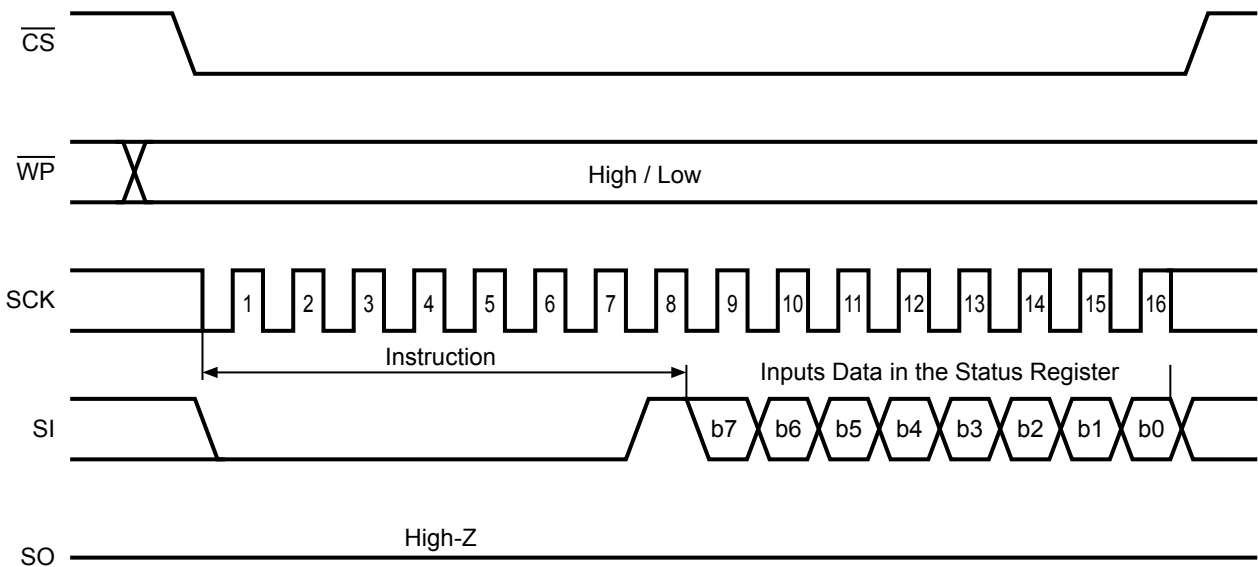 CS
WP
High / Low
SCK
1 2 3 4 5 6 7 8 9 10 11 12 13 14 15 16
Instruction
Inputs Data in the Status Register
SI
b7 b6 b5 b4 b3 b2 b1 b0
High-Z
SO